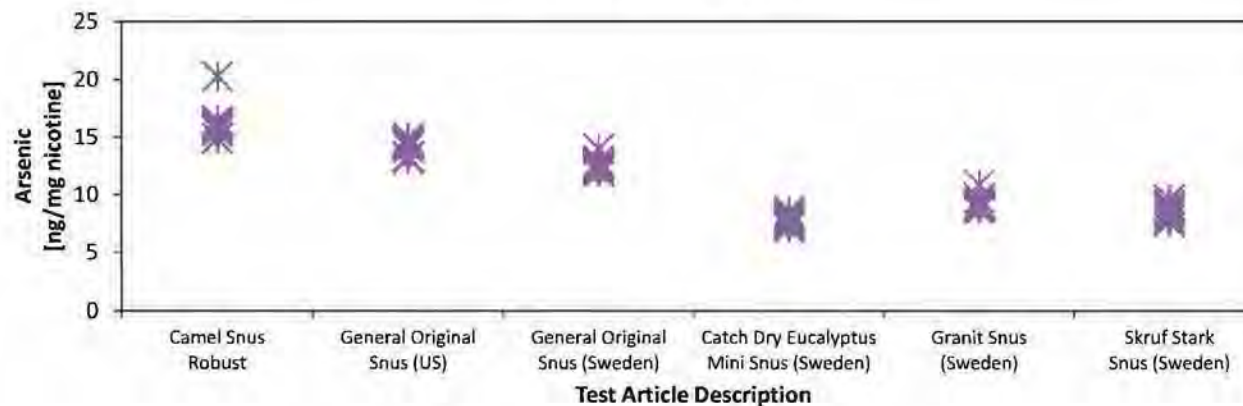 25
20
15
10
5
0
Arsenic
[ng/mg nicotine]
Camel Snus
Robust
General Original
Snus (US)
General Original
Snus (Sweden)
Catch Dry Eucalyptus
Mini Snus (Sweden)
Granit Snus
(Sweden)
Skruf Stark
Snus (Sweden)
Test Article Description